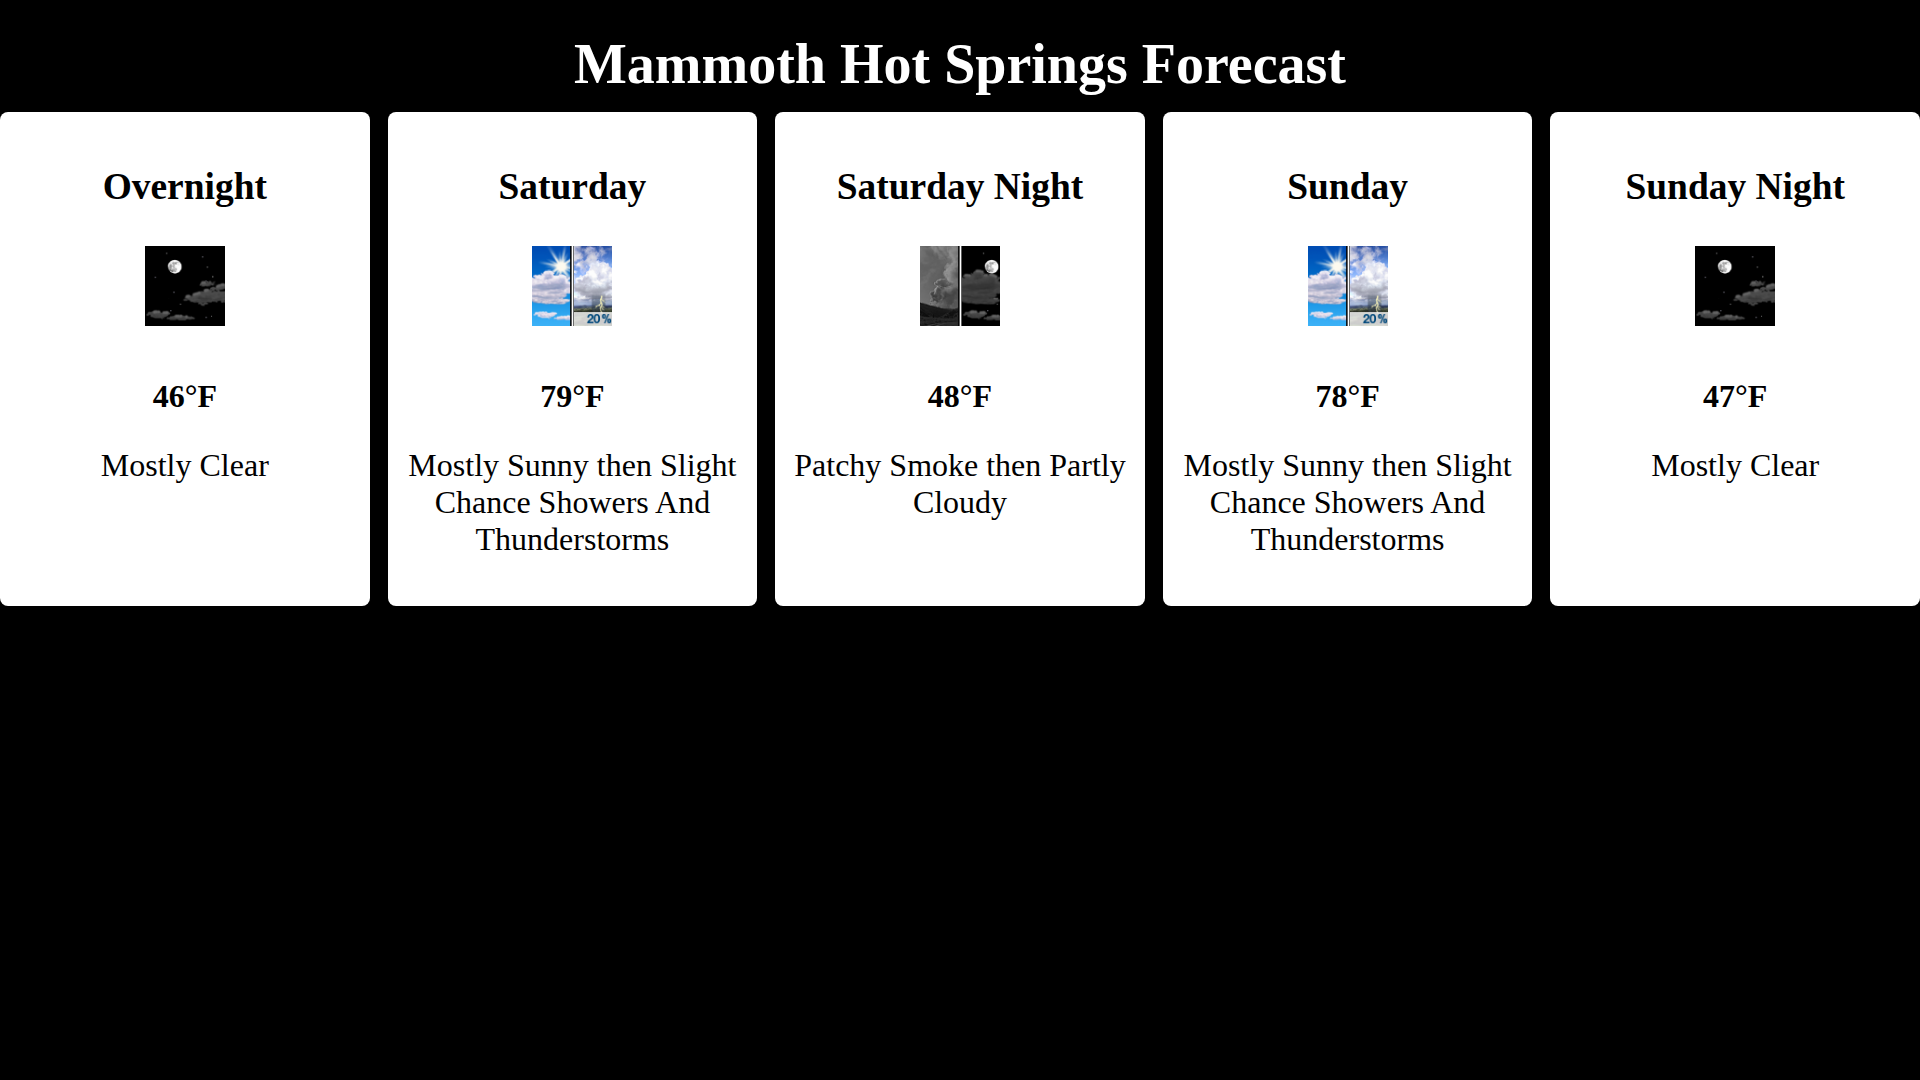 Mammoth Hot Springs Forecast
Overnight
46°F
Mostly Clear
Saturday
20%
79°F
Mostly Sunny then Slight
Chance Showers And
Thunderstorms
Saturday Night
48°F
Patchy Smoke then Partly
Cloudy
Sunday
20%
78°F
Mostly Sunny then Slight
Chance Showers And
Thunderstorms
Sunday Night
47°F
Mostly Clear